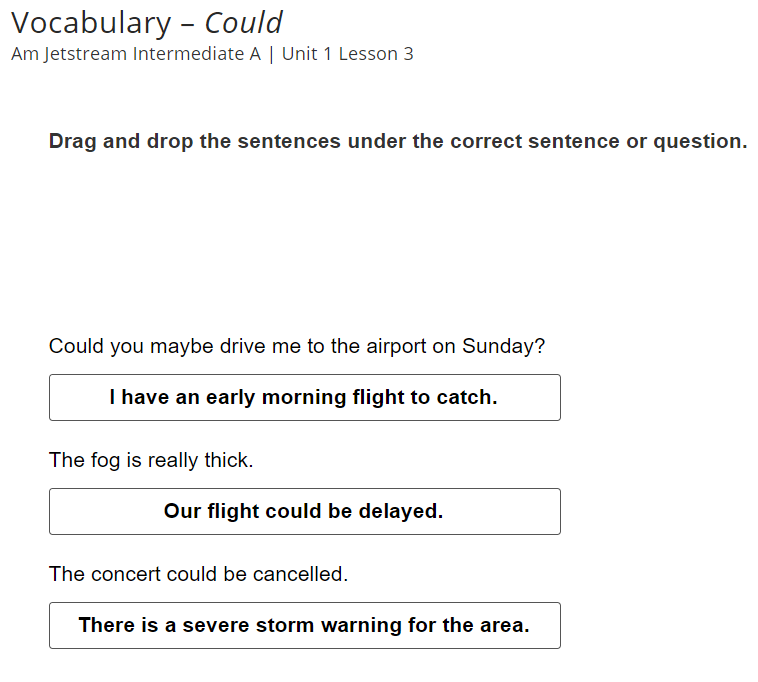 Vocabulary – Could
Am Jetstream Intermediate A | Unit 1 Lesson 3
Drag and drop the sentences under the correct sentence or question.
Could you maybe drive me to the airport on Sunday?
I have an early morning flight to catch.
The fog is really thick.
Our flight could be delayed.
The concert could be cancelled.
There is a severe storm warning for the area.